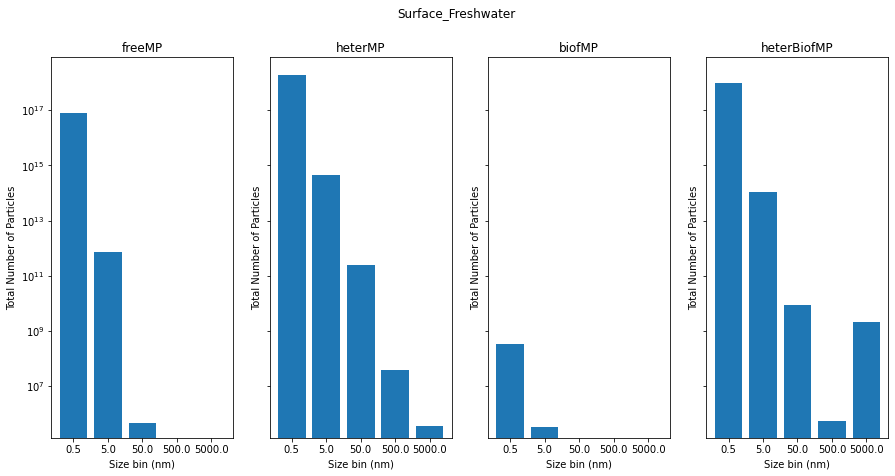 Surface_Freshwater
freeMP
heterMP
biofMP
heterBiofMP
Total Number of Particles
10^17
10^15
10^13
10^11
10^9
10^7
0.5 5.0 50.0 500.0 5000.0
Size bin (nm)
Total Number of Particles
0.5 5.0 50.0 500.0 5000.0
Size bin (nm)
Total Number of Particles
0.5 5.0 50.0 500.0 5000.0
Size bin (nm)
Total Number of Particles
0.5 5.0 50.0 500.0 5000.0
Size bin (nm)